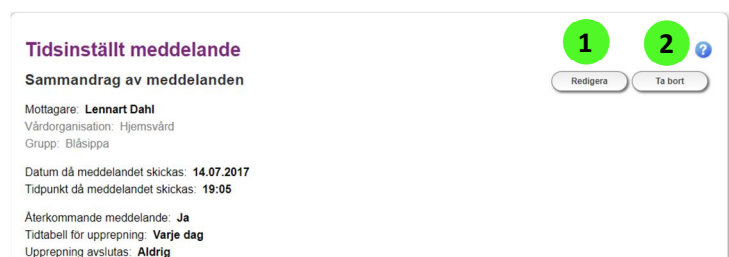 1 2
Tidsinställt meddelande ?
Sammandrag av meddelanden Redigera Ta bort
Mottagare: Lennart Dahl
Vårdorganisation: Hjemsvård
Grupp: Blåsippa
Datum då meddelandet skickas: 14.07.2017
Tidpunkt då meddelandet skickas: 19:05
Återkommande meddelande: Ja
Tidtabell för upprepning: Varje dag
Upprepning avslutas: Aldrig